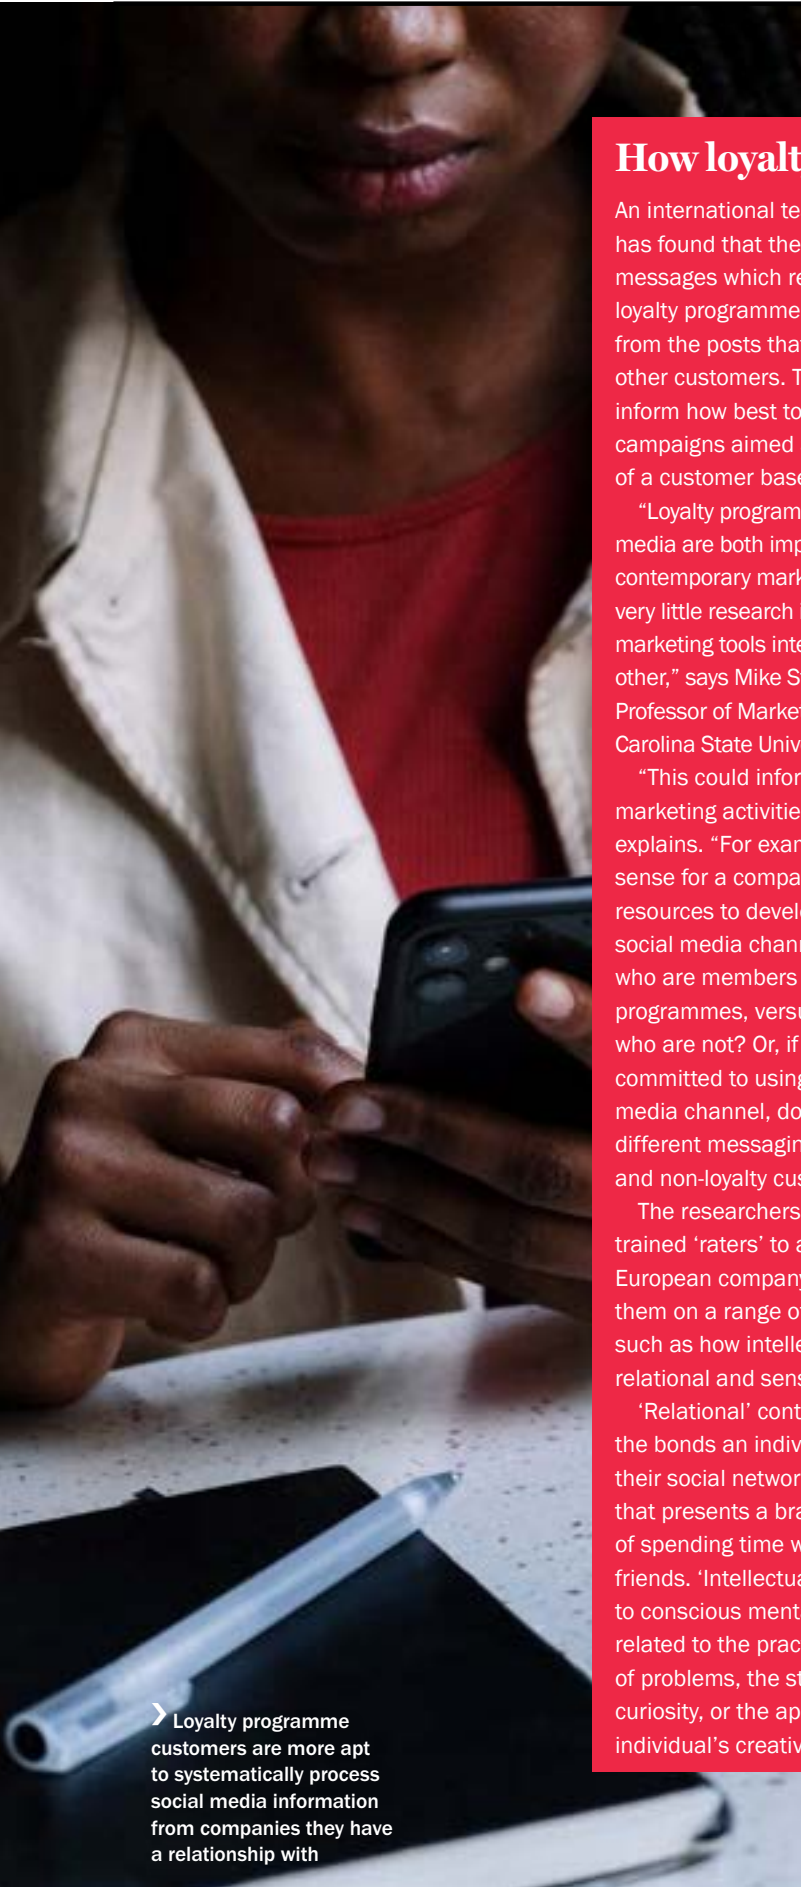 How loyalt
An international te
has found that the
messages which re
loyalty programme
from the posts tha
other customers. T
inform how best to
campaigns aimed
of a customer base
“Loyalty program
media are both imp
contemporary mark
very little research
marketing tools inte
other,” says Mike S
Professor of Market
Carolina State Univ
“This could infor
marketing activitie
explains. “For exam
sense for a compa
resources to devel
social media chann
who are members
programmes, versu
who are not? Or, if
committed to using
media channel, do
different messagin
and non-loyalty cus
The researchers
trained ‘raters’ to a
European company
them on a range of
such as how intelle
relational and sens
‘Relational’ cont
the bonds an indiv
their social networ
that presents a bra
of spending time w
friends. ‘Intellectua
to conscious ment
related to the prac
of problems, the st
curiosity, or the ap
individual’s creativ
Loyalty programme
customers are more apt
to systematically process
social media information
from companies they have
a relationship with